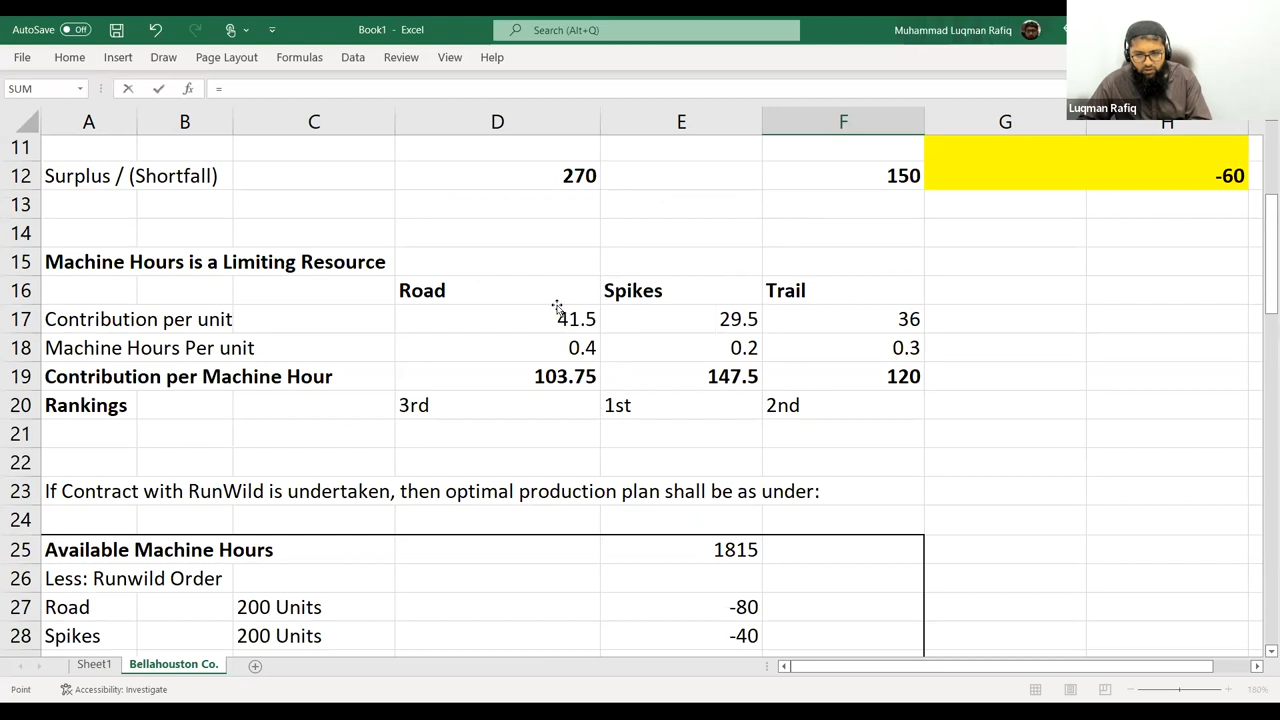 AutoSave Off Book1 - Excel Search (Alt+Q) Muhammad Luqman Rafiq
File Home Insert Draw Page Layout Formulas Data Review View Help
Luqman Rafiq
SUM =
A B C D E F G H
11
12 Surplus / (Shortfall) 270 150 -60
13
14
15 Machine Hours is a Limiting Resource
16 Road Spikes Trail
17 Contribution per unit 41.5 29.5 36
18 Machine Hours Per unit 0.4 0.2 0.3
19 Contribution per Machine Hour 103.75 147.5 120
20 Rankings 3rd 1st 2nd
21
22
23 If Contract with RunWild is undertaken, then optimal production plan shall be as under:
24
25 Available Machine Hours 1815
26 Less: Runwild Order
27 Road 200 Units -80
28 Spikes 200 Units -40
Sheet1 Bellahouston Co.
Point Accessibility: Investigate 180%